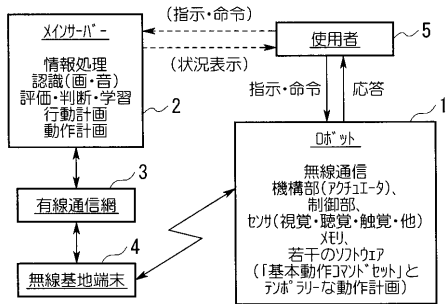 ﾒｲﾝｻｰﾊﾞｰ
情報処理
認識(画・音)
評価・判断・学習
行動計画
動作計画
2
(指示・命令)
(状況表示)
使用者
5
指示・命令
応答
1
ﾛﾎﾞｯﾄ
無線通信
機構部(ｱｸﾁｭｴｰﾀ)、
制御部、
ｾﾝｻ(視覚・聴覚・触覚・他)
ﾒﾓﾘ、
若干のｿﾌﾄｳｪｱ
(｢基本動作ｺﾏﾝﾄﾞｾｯﾄ｣と
ﾃﾝﾎﾟﾗﾘｰな動作計画)
3
有線通信網
4
無線基地端末